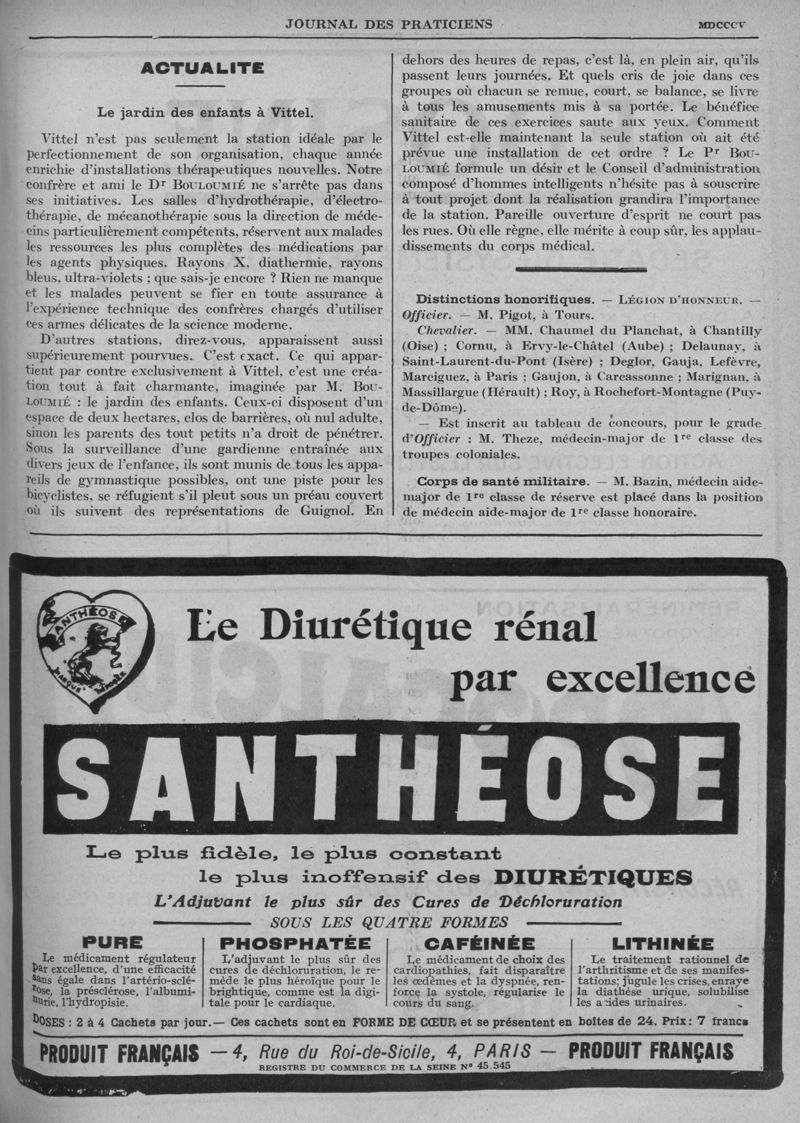 JOURNAL DES PRATICIENS
MDCCCV
ACTUALITE
Le jardin des enfants à Vittel.
Vittel n'est pas seulement la station idéale par le
perfectionnement de son organisation, chaque année
enrichie d'installations thérapeutiques nouvelles. Notre
confrère et ami le Dr BOULOUMIÉ ne s'arrête pas dans
ses initiatives. Les salles d'hydrothérapie, d'électro-
thérapie, de mécanothérapie sous la direction de méde-
cins particulièrement compétents, réservent aux malades
les ressources les plus complètes des médications par
les agents physiques. Rayons X, diathermie, rayons
bleus, ultra-violets ; que sais-je encore ? Rien ne manque
et les malades peuvent se fier en toute assurance à
l'expérience technique des confrères chargés d'utiliser
ces armes délicates de la science moderne.
D'autres stations, direz-vous, apparaissent aussi
supérieurement pourvues. C'est exact. Ce qui appar-
tient par contre exclusivement à Vittel, c'est une créa-
tion tout à fait charmante, imaginée par M. BOU-
LOUMIÉ : le jardin des enfants. Ceux-ci disposent d'un
espace de deux hectares, clos de barrières, où nul adulte,
sinon les parents des tout petits n'a droit de pénétrer.
Sous la surveillance d'une gardienne entraînée aux
divers jeux de l'enfance, ils sont munis de tous les appa-
reils de gymnastique possibles, ont une piste pour les
bicyclistes, se réfugient s'il pleut sous un préau couvert
où ils suivent des représentations de Guignol. En
dehors des heures de repas, c'est là, en plein air, qu'ils
passent leurs journées. Et quels cris de joie dans ces
groupes où chacun se remue, court, se balance, se livre
à tous les amusements mis à sa portée. Le bénéfice
sanitaire de ces exercices saute aux yeux. Comment
Vittel est-elle maintenant la seule station où ait été
prévue une installation de cet ordre ? Le Pr BOU-
LOUMIÉ formule un désir et le Conseil d'administration
composé d'hommes intelligents n'hésite pas à souscrire
à tout projet dont la réalisation grandira l'importance
de la station. Pareille ouverture d'esprit ne court pas
les rues. Où elle règne, elle mérite à coup sûr, les applau-
dissements du corps médical.
Distinctions honorifiques. — LÉGION D'HONNEUR. —
Officier. — M. Pigot, à Tours.
Chevalier. — MM. Chaumel du Planchat, à Chantilly
(Oise) ; Cornu, à Ervy-le-Châtel (Aube) ; Delaunay, à
Saint-Laurent-du-Pont (Isère) ; Deglor, Gauja, Lefèvre,
Marciguez, à Paris ; Gaujon, à Carcassonne ; Marignan, à
Massillargue (Hérault) ; Roy, à Rochefort-Montagne (Puy-
de-Dôme).
— Est inscrit au tableau de concours, pour le grade
d'Officier : M. Theze, médecin-major de 1re classe des
troupes coloniales.
Corps de santé militaire. — M. Bazin, médecin aide-
major de 1re classe de réserve est placé dans la position
de médecin aide-major de 1re classe honoraire.
SANTHÉOSE
MARQUE DÉPOSÉE
Le Diurétique rénal
par excellence
SANTHÉOSE
Le plus fidèle, le plus constant
le plus inoffensif des DIURÉTIQUES
L'Adjuvant le plus sûr des Cures de Déchloruration
SOUS LES QUATRE FORMES
PURE
Le médicament régulateur
par excellence, d'une efficacité
sans égale dans l'artério-sclé-
rose, la présclérose, l'albumi-
nurie, l'hydropisie.
PHOSPHATÉE
L'adjuvant le plus sûr des
cures de déchloruration, le re-
mède le plus héroïque pour le
brightique, comme est la digi-
tale pour le cardiaque.
CAFÉINÉE
Le médicament de choix des
cardiopathies, fait disparaître
les œdèmes et la dyspnée, ren-
force la systole, régularise le
cours du sang.
LITHINÉE
Le traitement rationnel de
l'arthritisme et de ses manifes-
tations; jugule les crises, enraye
la diathèse urique, solubilise
les acides urinaires.
DOSES : 2 à 4 Cachets par jour. — Ces cachets sont en FORME DE CŒUR et se présentent en boîtes de 24. Prix: 7 francs
PRODUIT FRANÇAIS — 4, Rue du Roi-de-Sicile, 4, PARIS — PRODUIT FRANÇAIS
REGISTRE DU COMMERCE DE LA SEINE N° 45.545